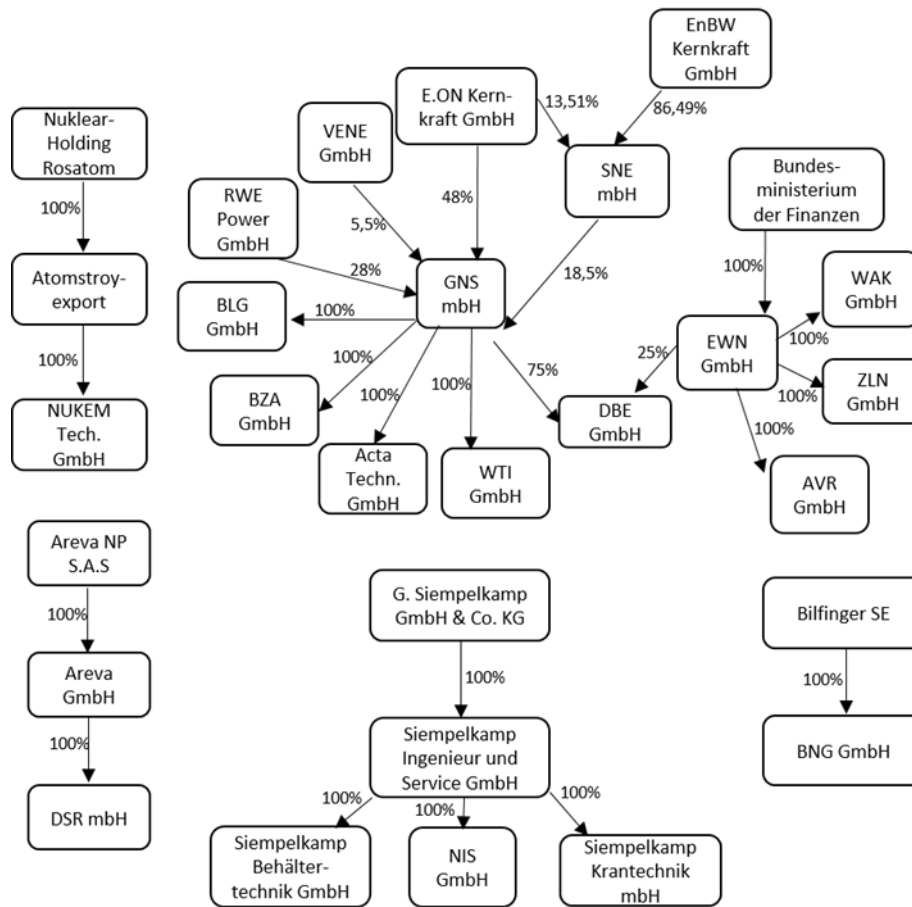 EnBW
Kernkraft
GmbH
E.ON Kern-
kraft GmbH
13,51%
86,49%
Nuklear-
Holding
Rosatom
VENE
GmbH
SNE
mbH
Bundes-
ministerium
der Finanzen
100%
RWE
Power
GmbH
5,5%
48%
18,5%
100%
28%
Atomstroy-
export
GNS
mbH
WAK
GmbH
BLG
GmbH
100%
100%
EWN
GmbH
100%
100%
100%
100%
75%
25%
100%
100%
NUKEM
Tech.
GmbH
BZA
GmbH
DBE
GmbH
ZLN
GmbH
Acta
Techn.
GmbH
WTI
GmbH
AVR
GmbH
Areva NP
S.A.S
100%
Areva
GmbH
100%
DSR mbH
G. Siempelkamp
GmbH & Co. KG
100%
Siempelkamp
Ingenieur und
Service GmbH
100%
100%
100%
Siempelkamp
Behälter-
technik GmbH
NIS
GmbH
Siempelkamp
Krantechnik
mbH
Bilfinger SE
100%
BNG GmbH